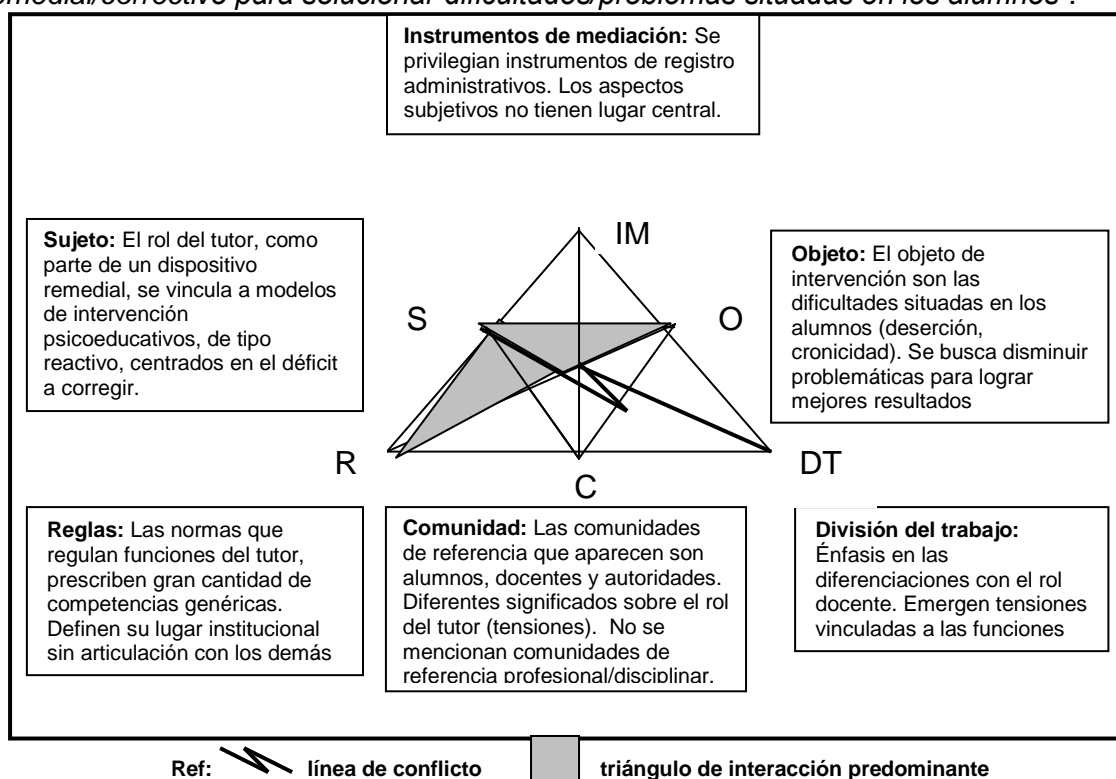 remedial/correctivo para solucionar dificultades/problemas situadas en los alumnos".
Instrumentos de mediación: Se
privilegian instrumentos de registro
administrativos. Los aspectos
subjetivos no tienen lugar central.
Sujeto: El rol del tutor, como
parte de un dispositivo
remedial, se vincula a modelos
de intervención
psicoeducativos, de tipo
reactivo, centrados en el déficit
a corregir.
IM
S
O
Objeto: El objeto de
intervención son las
dificultades situadas en los
alumnos (deserción,
cronicidad). Se busca disminuir
problemáticas para lograr
mejores resultados
R
C
DT
Reglas: Las normas que
regulan funciones del tutor,
prescriben gran cantidad de
competencias genéricas.
Definen su lugar institucional
sin articulación con los demás
Comunidad: Las comunidades
de referencia que aparecen son
alumnos, docentes y autoridades.
Diferentes significados sobre el rol
del tutor (tensiones). No se
mencionan comunidades de
referencia profesional/disciplinar.
División del trabajo:
Énfasis en las
diferenciaciones con el rol
docente. Emergen tensiones
vinculadas a las funciones
Ref: línea de conflicto triángulo de interacción predominante